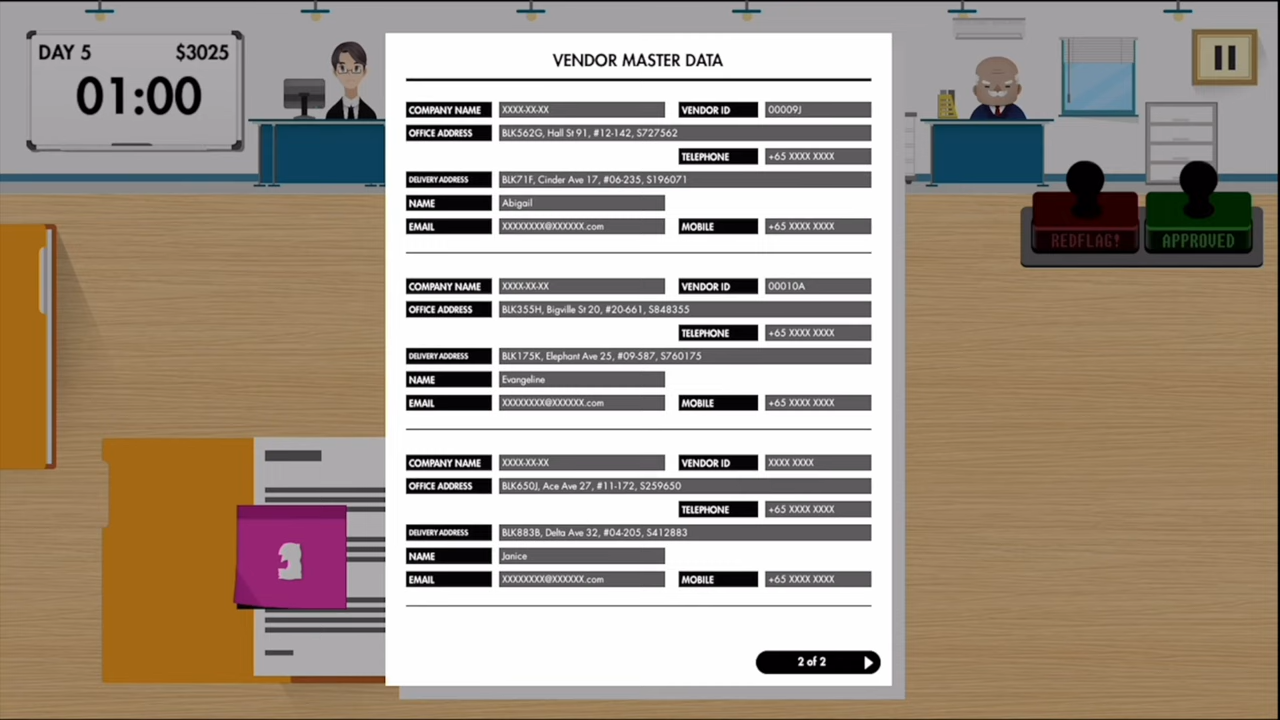 DAY 5 $3025
01:00
VENDOR MASTER DATA
COMPANY NAME XXXX-XX-XX VENDOR ID 00009J
OFFICE ADDRESS BLK562G, Hall St 91, #12-142, S727562
TELEPHONE +65 XXXX XXXX
DELIVERY ADDRESS BLK71F, Cinder Ave 17, #06-235, S196071
NAME Abigail
EMAIL XXXXXXXX@XXXXXX.com MOBILE +65 XXXX XXXX
COMPANY NAME XXXX-XX-XX VENDOR ID 00010A
OFFICE ADDRESS BLK355H, Bigville St 20, #20-661, S848355
TELEPHONE +65 XXXX XXXX
DELIVERY ADDRESS BLK175K, Elephant Ave 25, #09-587, S760175
NAME Evangeline
EMAIL XXXXXXXX@XXXXXX.com MOBILE +65 XXXX XXXX
COMPANY NAME XXXX-XX-XX VENDOR ID XXXX XXXX
OFFICE ADDRESS BLK650J, Ace Ave 27, #11-172, S259650
TELEPHONE +65 XXXX XXXX
DELIVERY ADDRESS BLK883B, Delta Ave 32, #04-205, S412883
NAME Janice
EMAIL XXXXXXXX@XXXXXX.com MOBILE +65 XXXX XXXX
2 of 2
REDFLAG! APPROVED
3